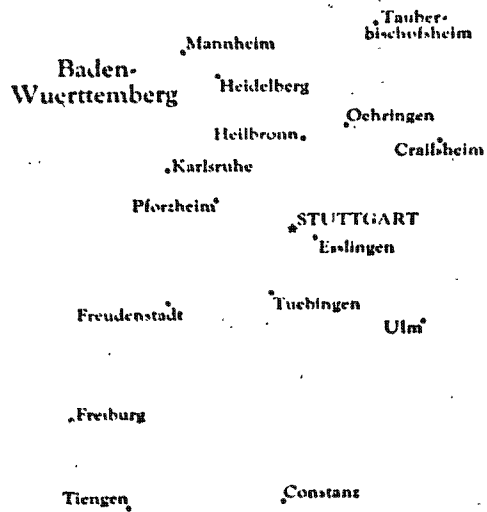 Tauber-
bischofsheim
Mannheim
Baden-
Wuerttemberg
Heidelberg
Oehringen
Heilbronn
Crailsheim
Karlsruhe
Pforzheim
STUTTGART
Esslingen
Tuebingen
Freudenstadt
Ulm
Freiburg
Tiengen
Constanz